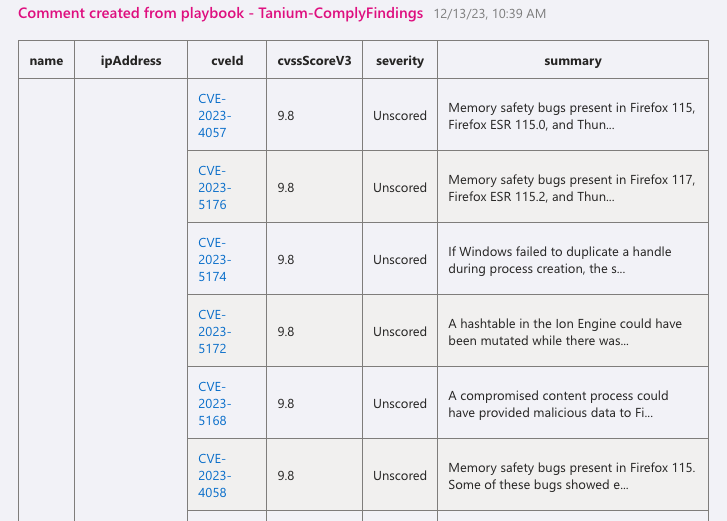 Comment created from playbook - Tanium-ComplyFindings 12/13/23, 10:39 AM
name ipAddress cveId cvssScoreV3 severity summary
CVE-
2023-
4057
9.8
Unscored
Memory safety bugs present in Firefox 115,
Firefox ESR 115.0, and Thun...
CVE-
2023-
5176
9.8
Unscored
Memory safety bugs present in Firefox 117,
Firefox ESR 115.2, and Thun...
CVE-
2023-
5174
9.8
Unscored
If Windows failed to duplicate a handle
during process creation, the s...
CVE-
2023-
5172
9.8
Unscored
A hashtable in the Ion Engine could have
been mutated while there was...
CVE-
2023-
5168
9.8
Unscored
A compromised content process could
have provided malicious data to Fi...
CVE-
2023-
4058
9.8
Unscored
Memory safety bugs present in Firefox 115.
Some of these bugs showed e...